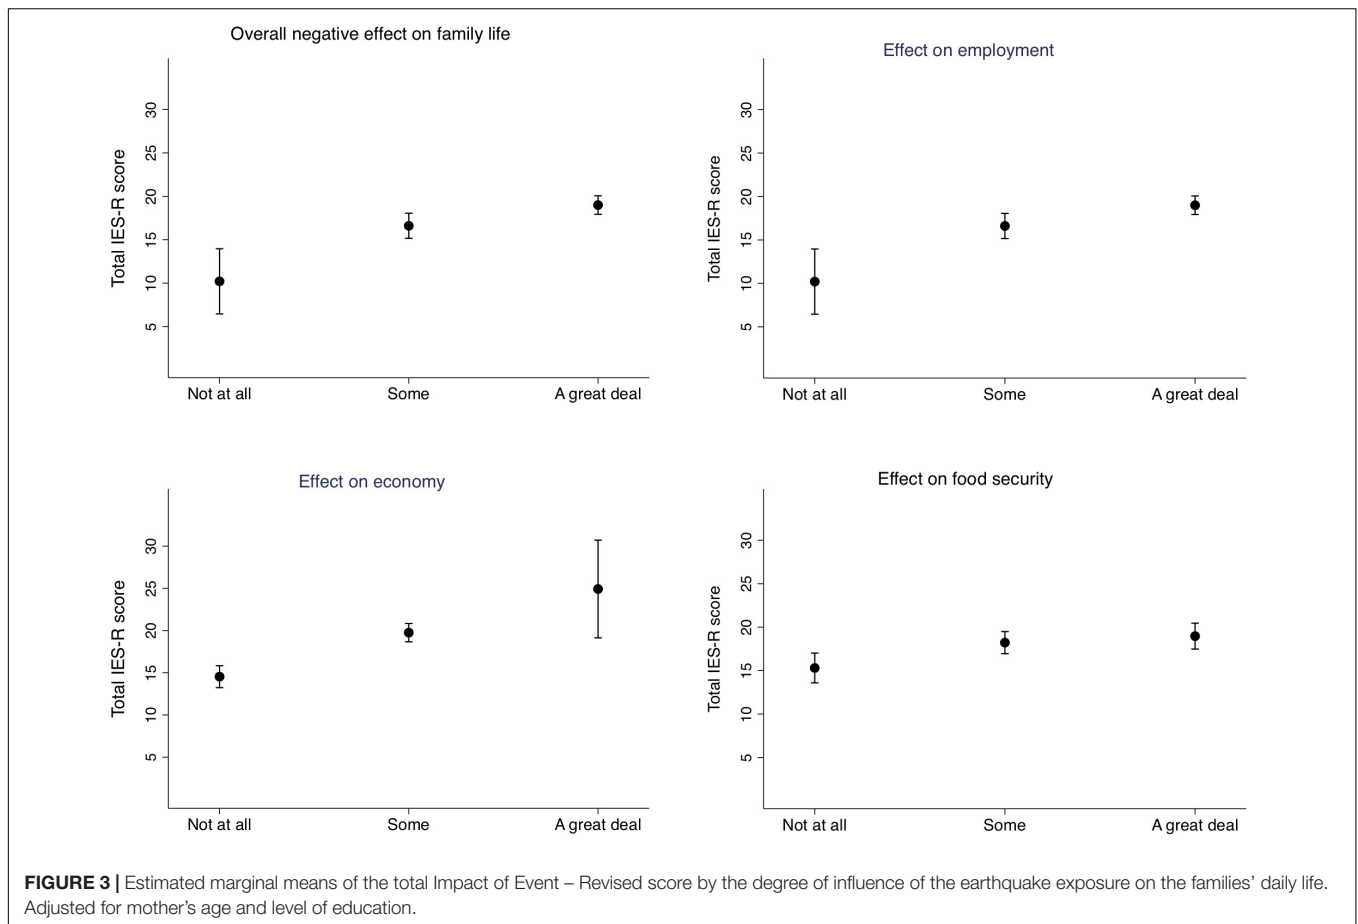 Overall negative effect on family life
Total IES-R score
30
25
20
15
10
5
Not at all Some A great deal
Effect on employment
Total IES-R score
30
25
20
15
10
5
Not at all Some A great deal
Effect on economy
Total IES-R score
30
25
20
15
10
5
Not at all Some A great deal
Effect on food security
Total IES-R score
30
25
20
15
10
5
Not at all Some A great deal
FIGURE 3 | Estimated marginal means of the total Impact of Event – Revised score by the degree of influence of the earthquake exposure on the families’ daily life.
Adjusted for mother’s age and level of education.